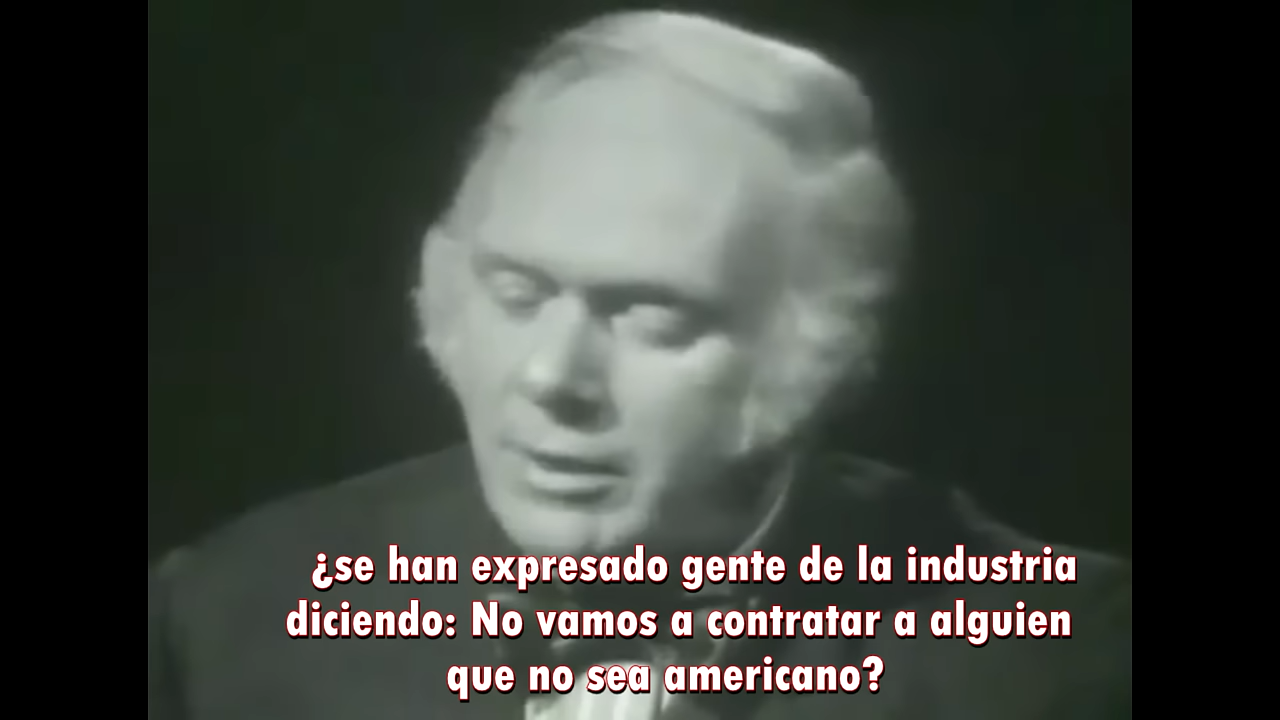 ¿se han expresado gente de la industria
diciendo: No vamos a contratar a alguien
que no sea americano?